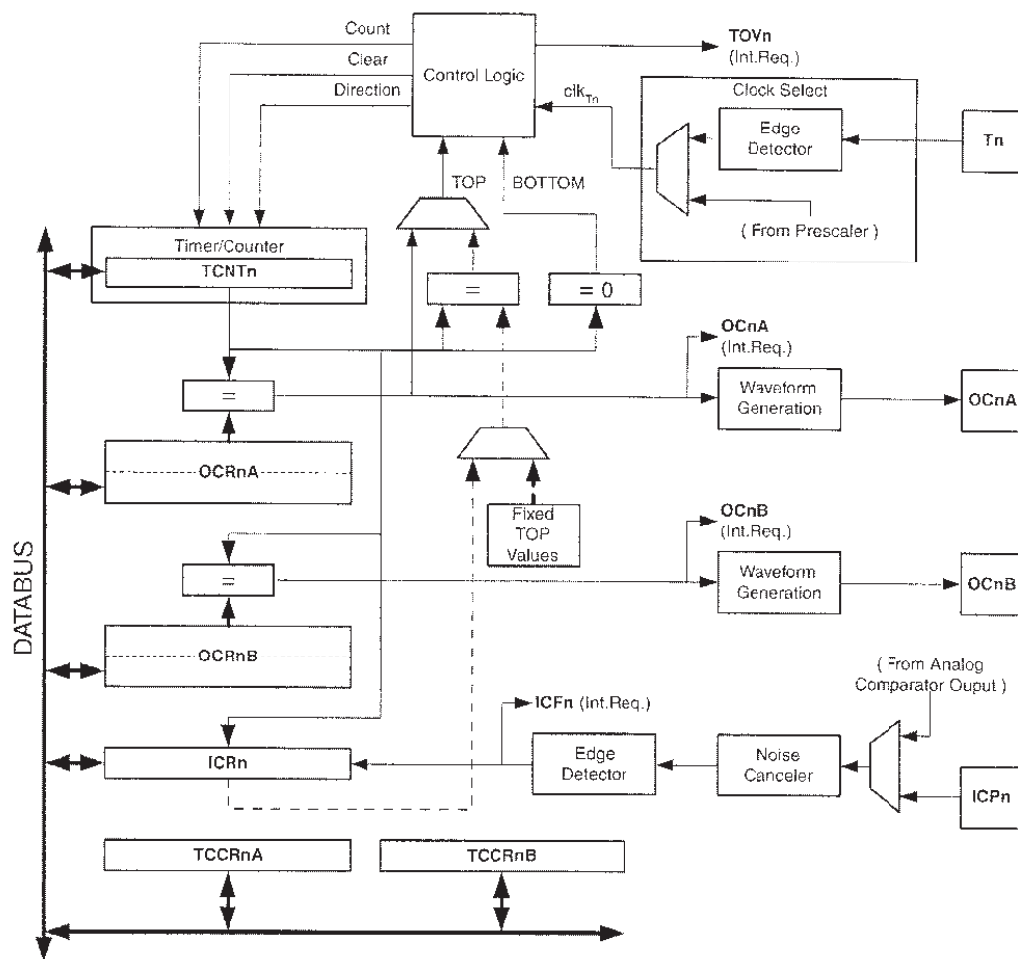 Count
Clear
Direction
Control Logic
TOVn
(Int.Req.)
clkTn
Clock Select
Edge
Detector
Tn
( From Prescaler )
TOP
BOTTOM
Timer/Counter
TCNTn
=
= 0
OCnA
(Int.Req.)
=
Waveform
Generation
OCnA
OCRnA
Fixed
TOP
Values
OCnB
(Int.Req.)
=
Waveform
Generation
OCnB
DATABUS
OCRnB
( From Analog
Comparator Ouput )
ICFn (Int.Req.)
ICRn
Edge
Detector
Noise
Canceler
ICPn
TCCRnA
TCCRnB